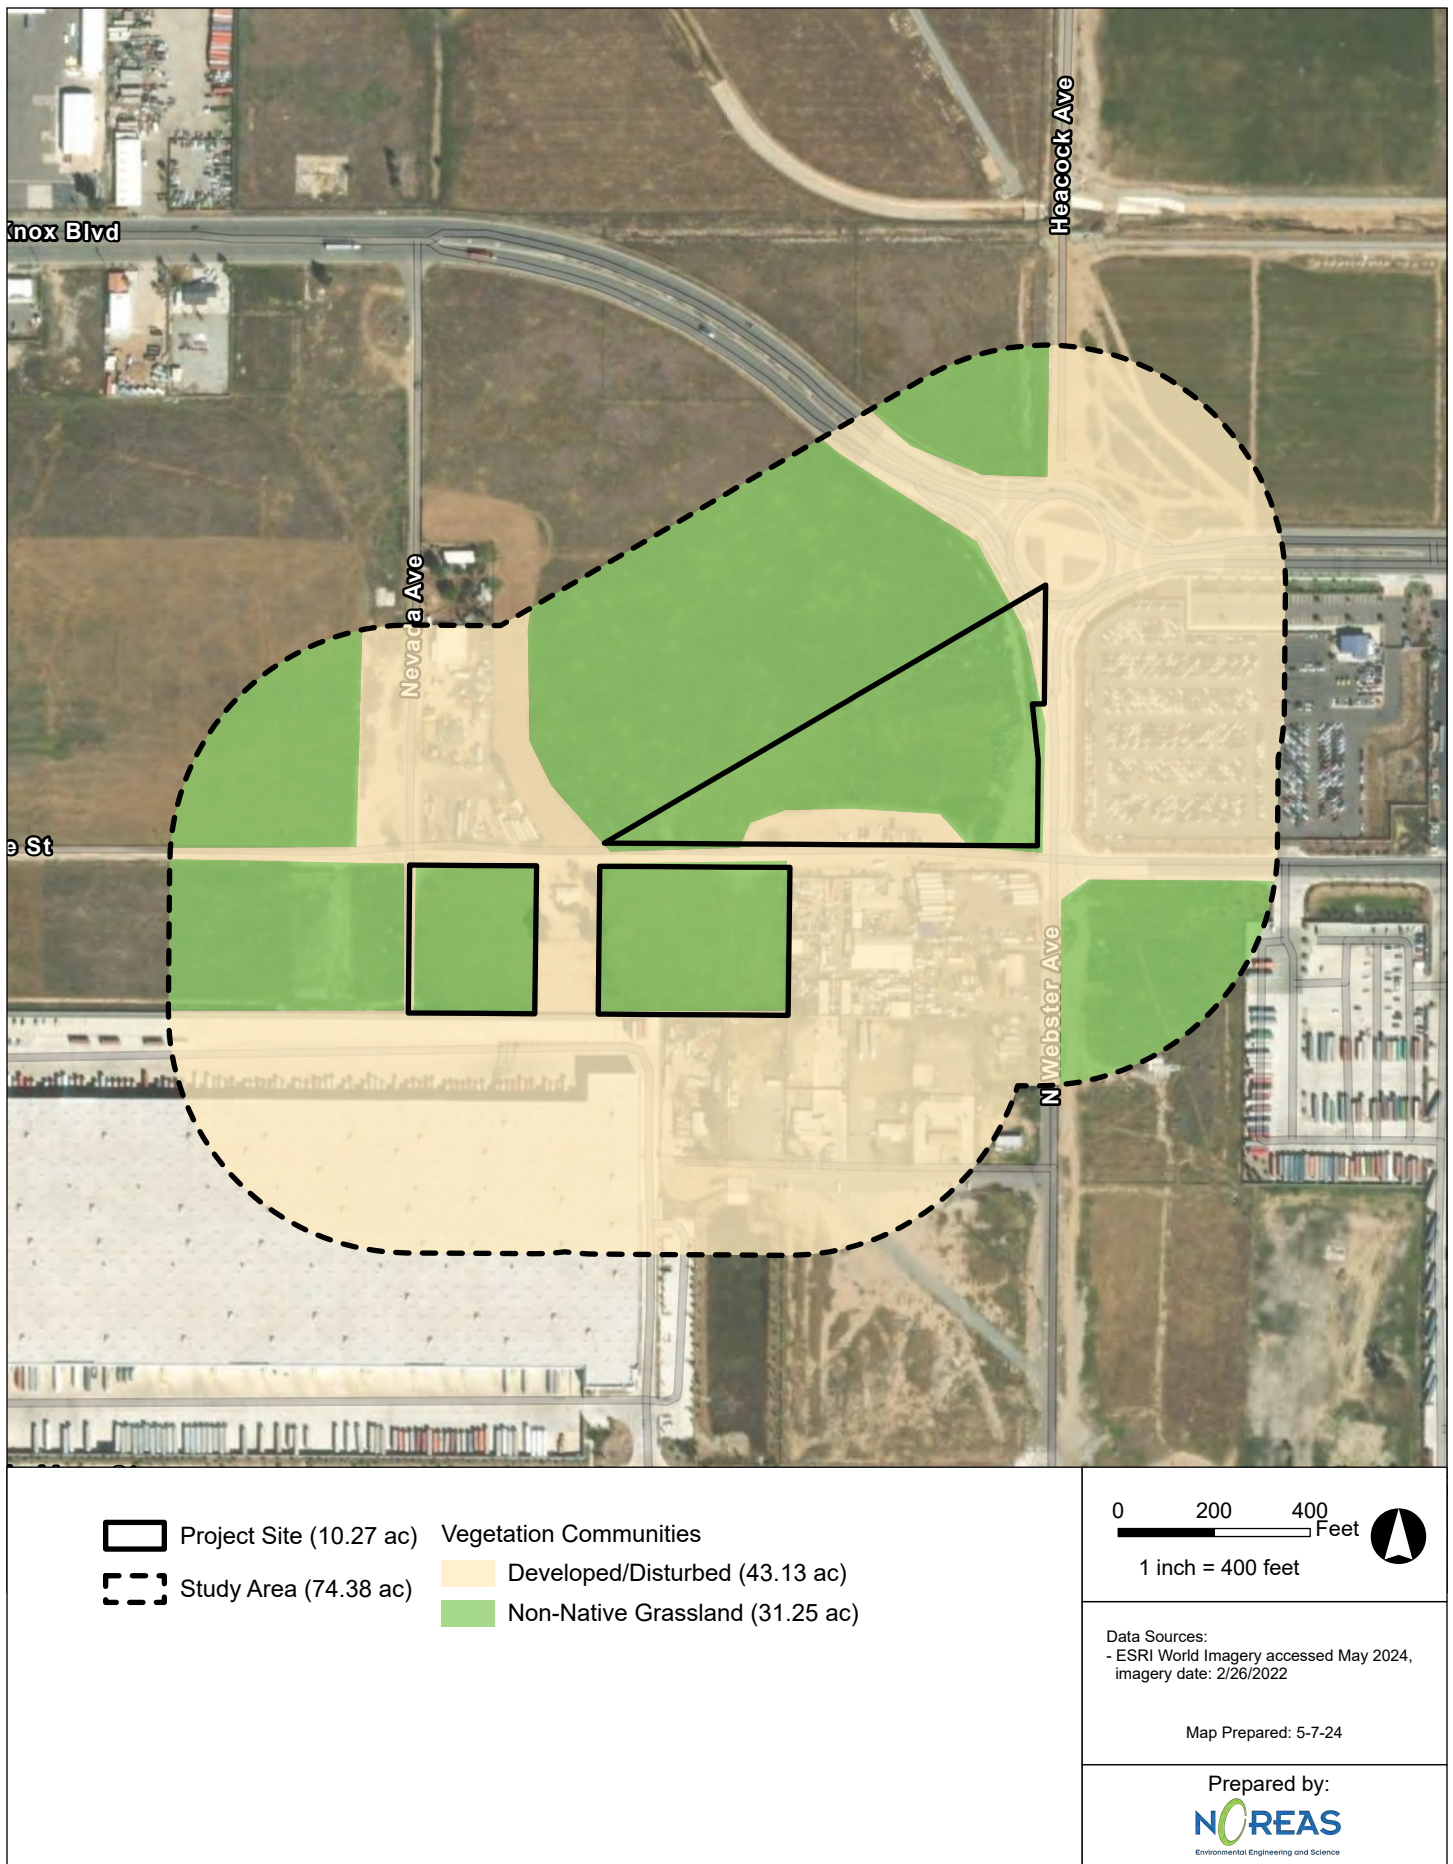 Heacock Ave
Knox Blvd
Nevada Ave
e St
N Webster Ave
Project Site (10.27 ac)
Study Area (74.38 ac)
Vegetation Communities
Developed/Disturbed (43.13 ac)
Non-Native Grassland (31.25 ac)
0 200 400
Feet
1 inch = 400 feet
Data Sources:
- ESRI World Imagery accessed May 2024,
imagery date: 2/26/2022
Map Prepared: 5-7-24
Prepared by:
NOREAS
Environmental Engineering and Science